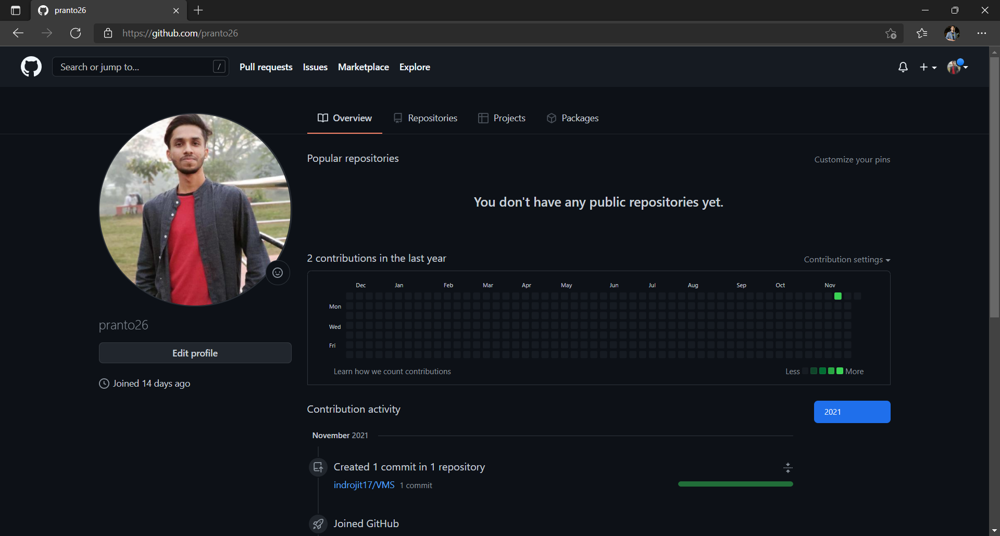 pranto26
https://github.com/pranto26
Search or jump to... /
Pull requests Issues Marketplace Explore
Overview Repositories Projects Packages
Popular repositories
Customize your pins
You don't have any public repositories yet.
2 contributions in the last year
Contribution settings
Dec Jan Feb Mar Apr May Jun Jul Aug Sep Oct Nov
Mon
Wed
Fri
Learn how we count contributions
Less More
pranto26
Edit profile
Joined 14 days ago
Contribution activity
2021
November 2021
Created 1 commit in 1 repository
indrojit17/VMS 1 commit
Joined GitHub